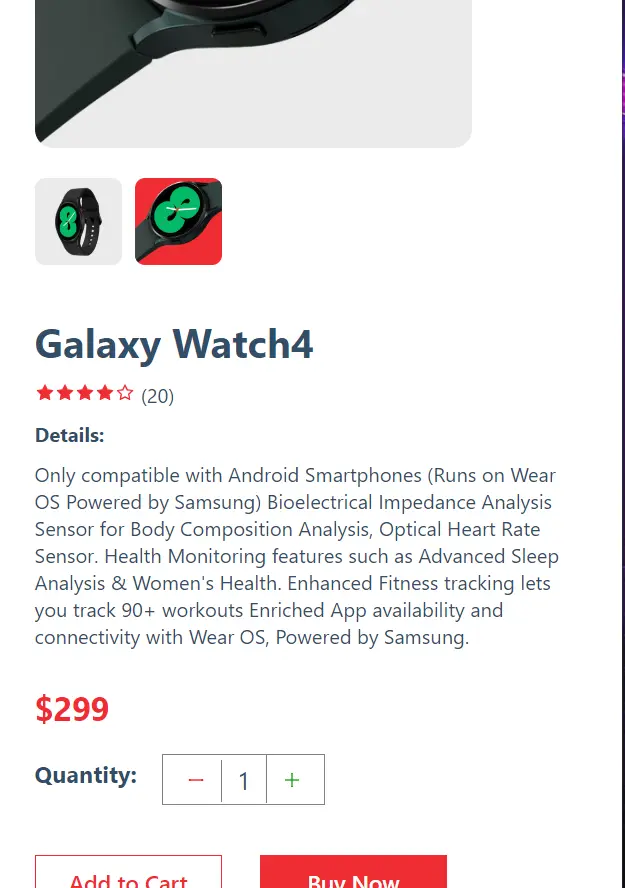 Galaxy Watch4
(20)
Details:
Only compatible with Android Smartphones (Runs on Wear
OS Powered by Samsung) Bioelectrical Impedance Analysis
Sensor for Body Composition Analysis, Optical Heart Rate
Sensor. Health Monitoring features such as Advanced Sleep
Analysis & Women's Health. Enhanced Fitness tracking lets
you track 90+ workouts Enriched App availability and
connectivity with Wear OS, Powered by Samsung.
$299
Quantity: − 1 +
Add to Cart Buy Now